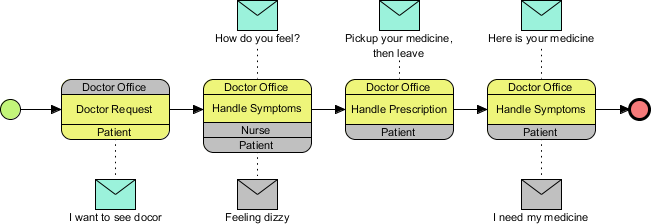 How do you feel?
Pickup your medicine,
then leave
Here is your medicine
Doctor Office
Doctor Request
Patient
Doctor Office
Handle Symptoms
Nurse
Patient
Doctor Office
Handle Prescription
Patient
Doctor Office
Handle Symptoms
Patient
I want to see docor
Feeling dizzy
I need my medicine